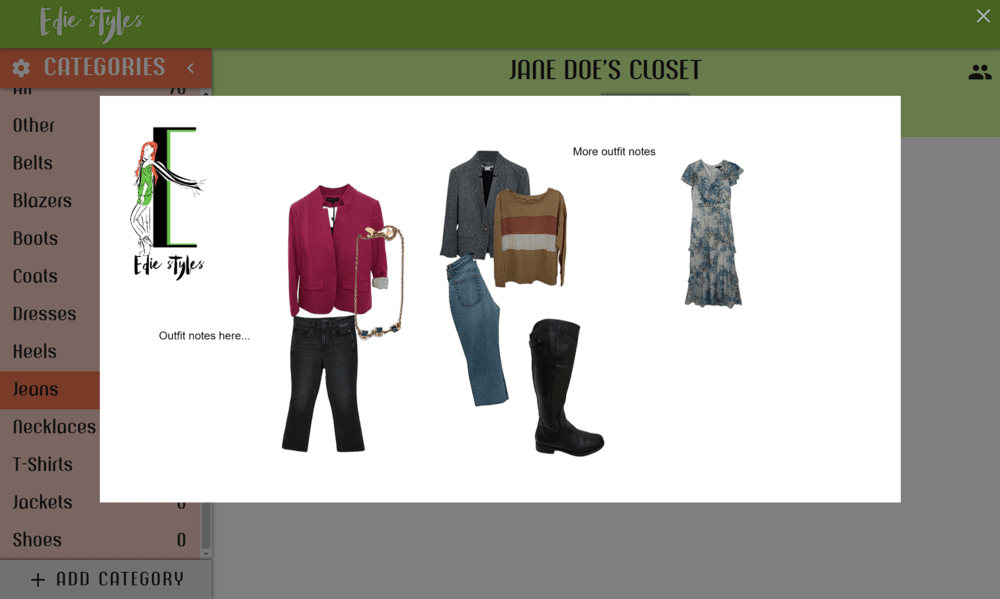 Edie styles
CATEGORIES
JANE DOE'S CLOSET
All 76
Other
Belts
Blazers
Boots
Coats
Dresses
Heels
Jeans
Necklaces
T-Shirts
Jackets
Shoes 0
+ ADD CATEGORY
E
Edie styles
Outfit notes here...
More outfit notes